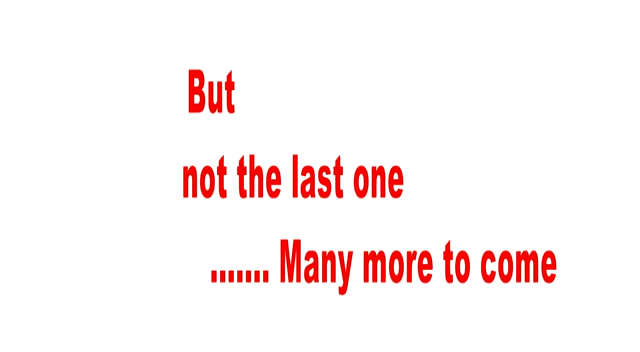 But
not the last one
....... Many more to come